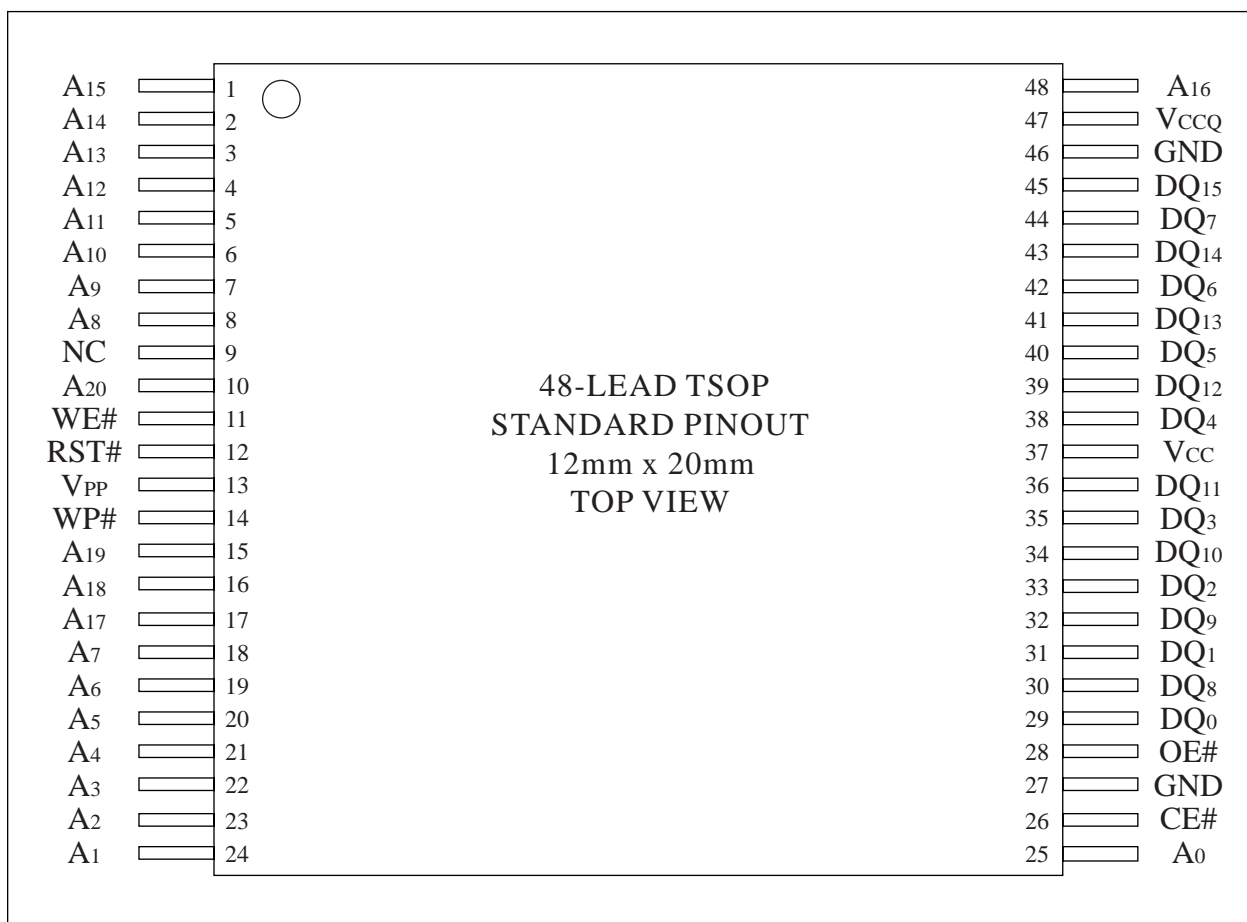 A15 1 48 A16
A14 2 47 VCCQ
A13 3 46 GND
A12 4 45 DQ15
A11 5 44 DQ7
A10 6 43 DQ14
A9 7 42 DQ6
A8 8 41 DQ13
NC 9 40 DQ5
A20 10 48-LEAD TSOP 39 DQ12
WE# 11 STANDARD PINOUT 38 DQ4
RST# 12 12mm x 20mm 37 VCC
VPP 13 TOP VIEW 36 DQ11
WP# 14 35 DQ3
A19 15 34 DQ10
A18 16 33 DQ2
A17 17 32 DQ9
A7 18 31 DQ1
A6 19 30 DQ8
A5 20 29 DQ0
A4 21 28 OE#
A3 22 27 GND
A2 23 26 CE#
A1 24 25 A0